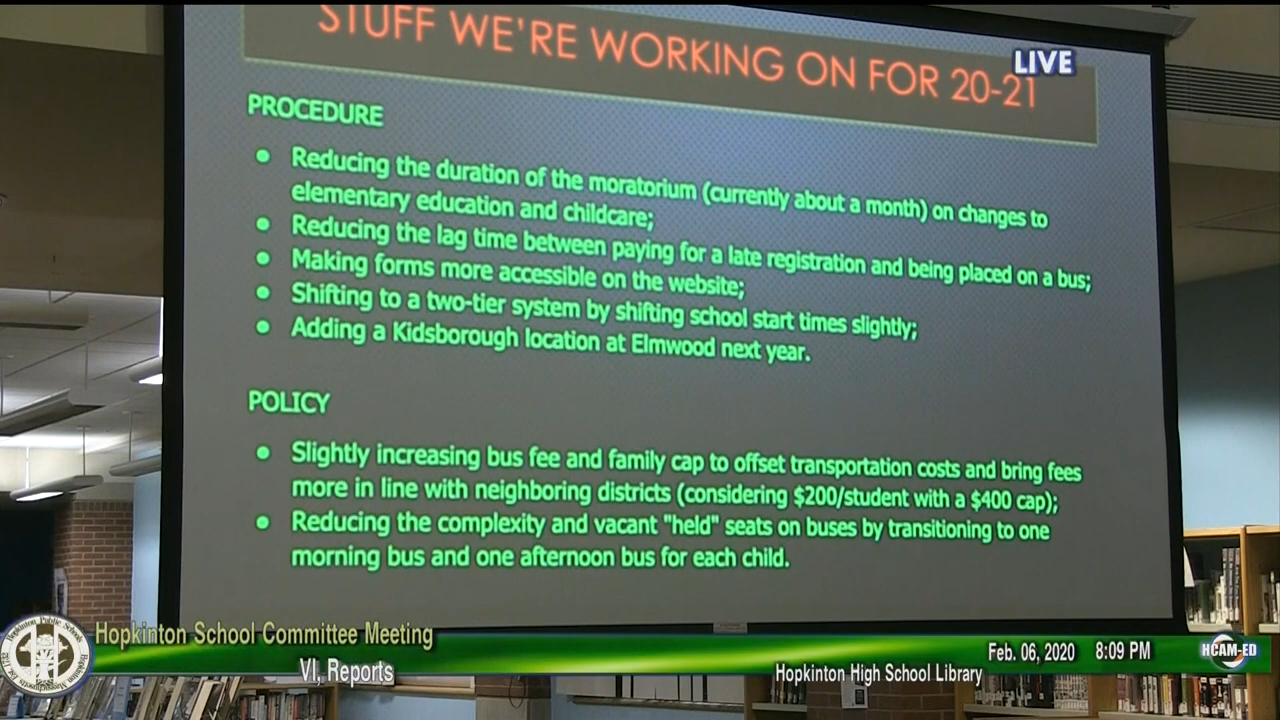 STUFF WE'RE WORKING ON FOR 20-21
LIVE
PROCEDURE
• Reducing the duration of the moratorium (currently about a month) on changes to
elementary education and childcare;
• Reducing the lag time between paying for a late registration and being placed on a bus;
• Making forms more accessible on the website;
• Shifting to a two-tier system by shifting school start times slightly;
• Adding a Kidsborough location at Elmwood next year.
POLICY
• Slightly increasing bus fee and family cap to offset transportation costs and bring fees
more in line with neighboring districts (considering $200/student with a $400 cap);
• Reducing the complexity and vacant "held" seats on buses by transitioning to one
morning bus and one afternoon bus for each child.
Hopkinton School Committee Meeting
VI, Reports
Feb. 06, 2020 8:09 PM
Hopkinton High School Library
HCAM-ED
Hopkinton Public Schools